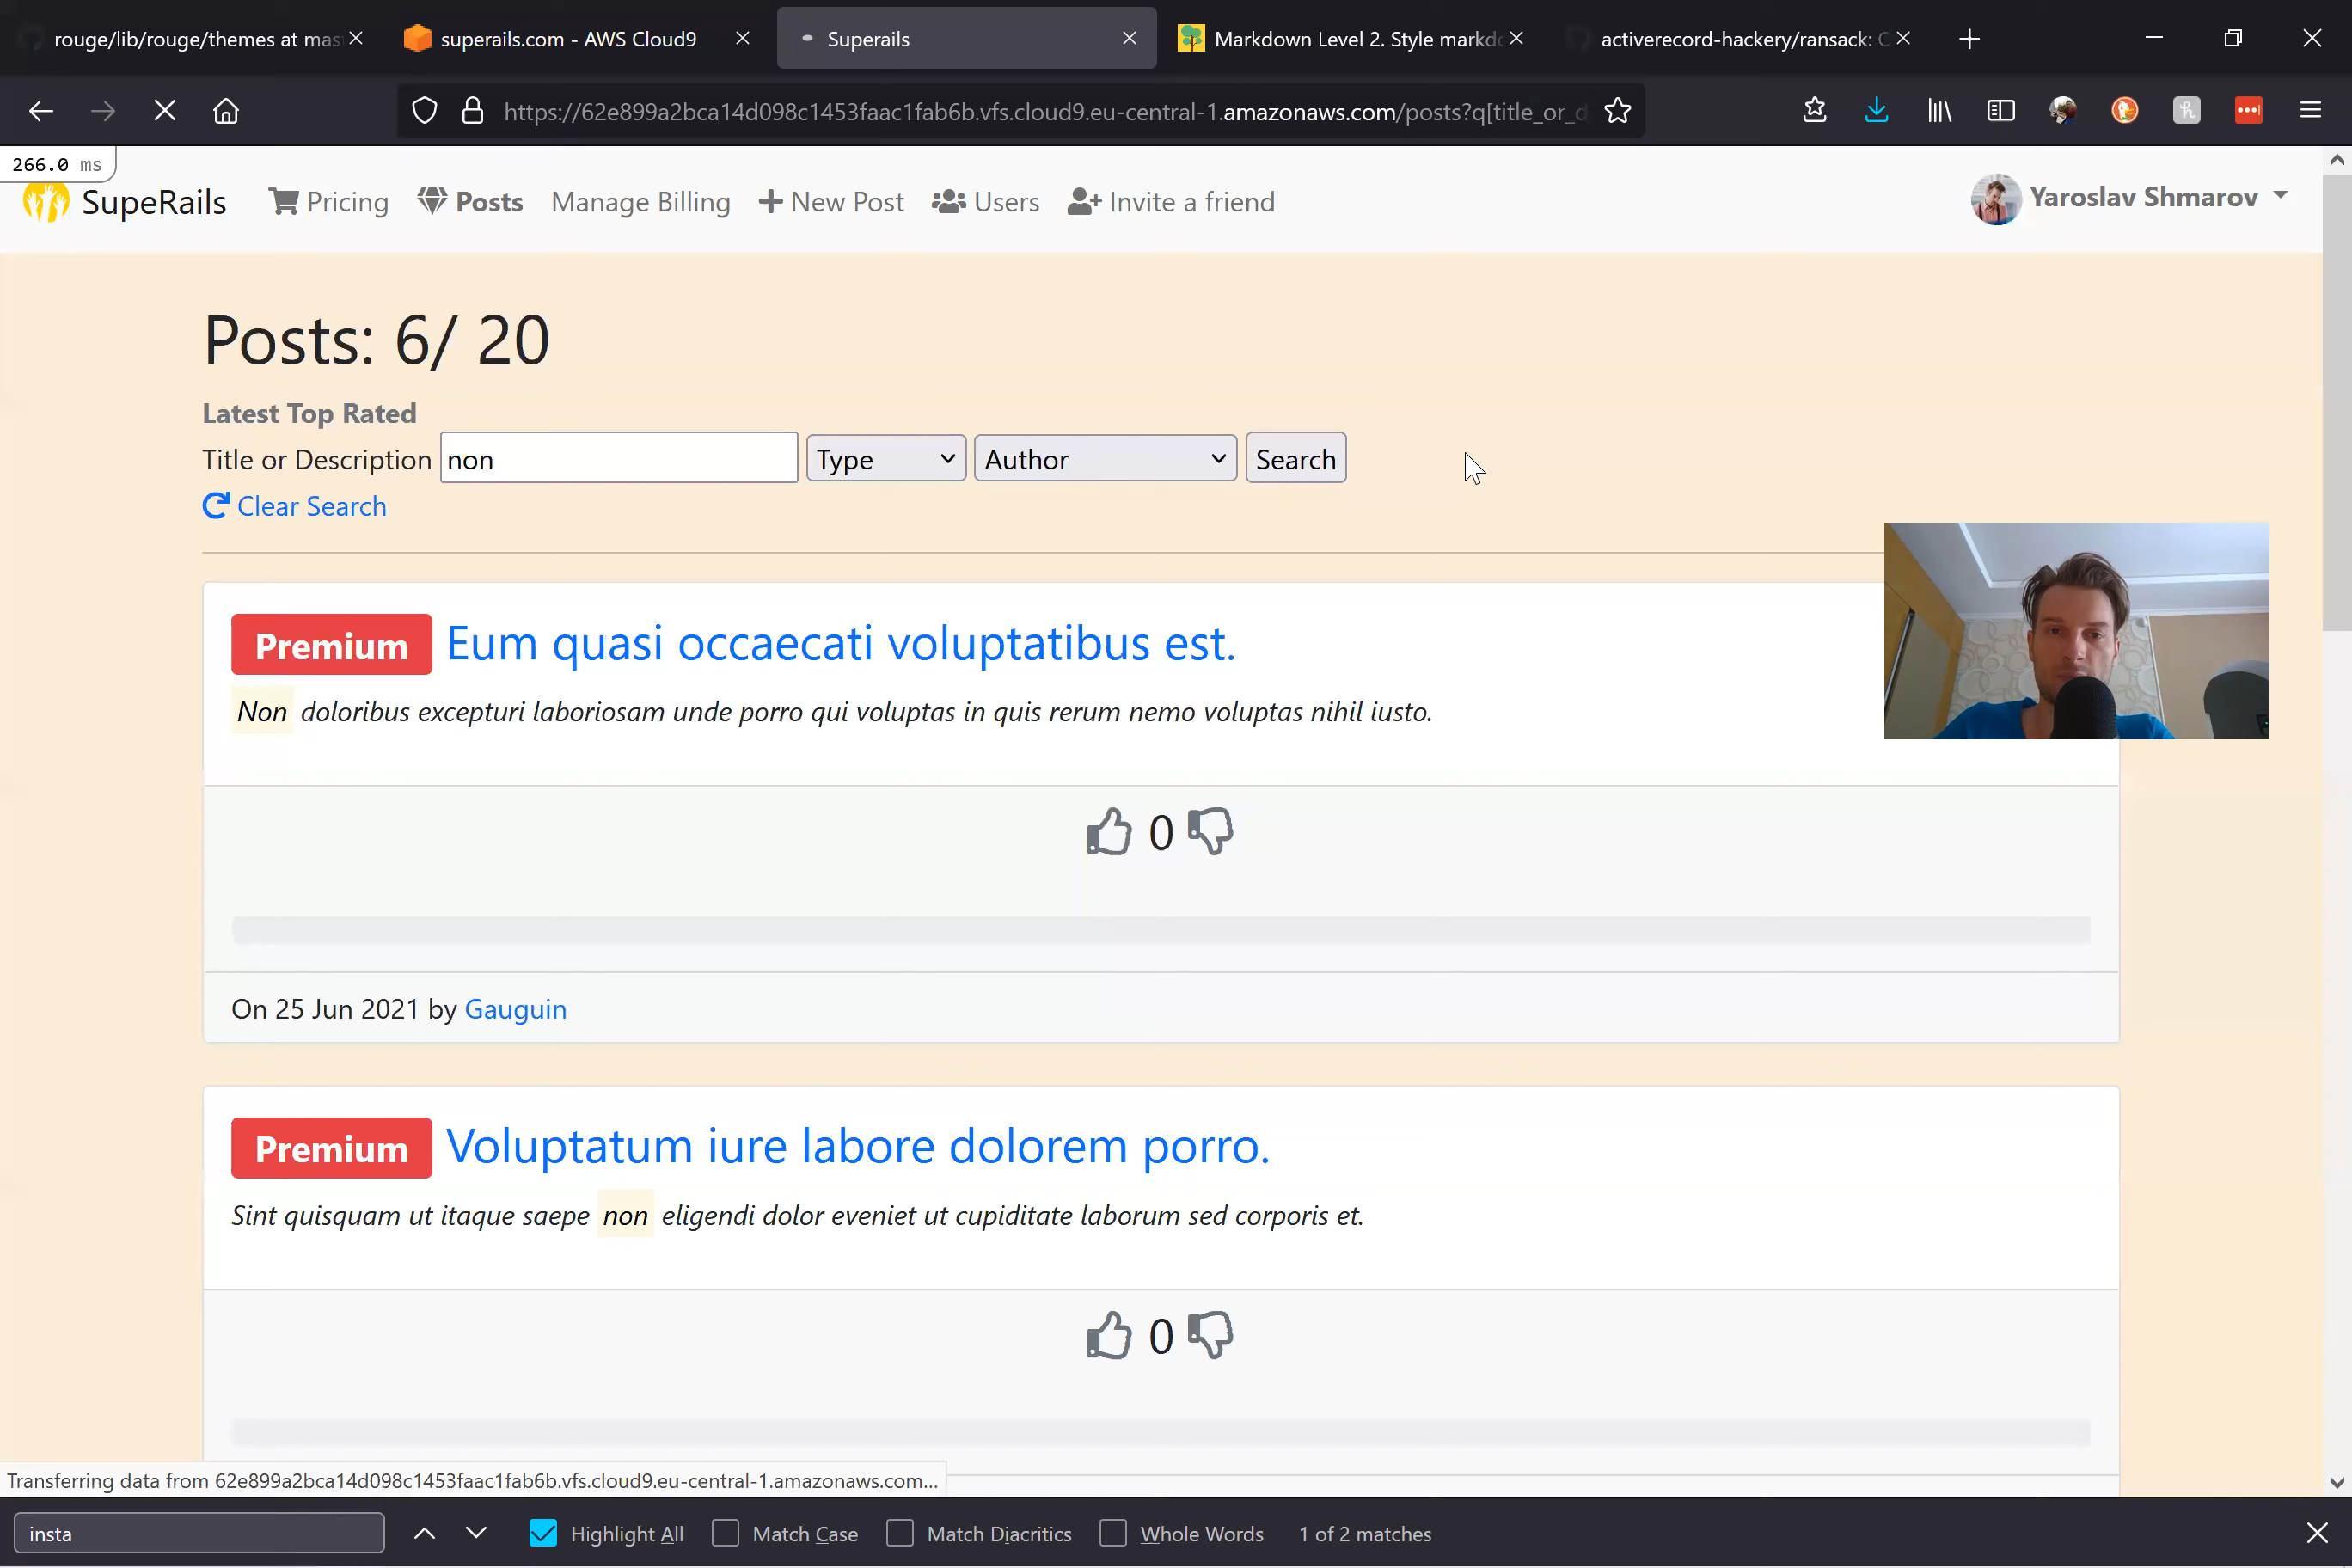 rouge/lib/rouge/themes at mas
superails.com - AWS Cloud9
Superails
Markdown Level 2. Style markdo
activerecord-hackery/ransack: C
https://62e899a2bca14d098c1453faac1fab6b.vfs.cloud9.eu-central-1.amazonaws.com/posts?q[title_or_d
266.0 ms
SupeRails
Pricing
Posts
Manage Billing
New Post
Users
Invite a friend
Yaroslav Shmarov
Posts: 6/ 20
Latest Top Rated
Title or Description non Type Author Search
Clear Search
Premium Eum quasi occaecati voluptatibus est.
Non doloribus excepturi laboriosam unde porro qui voluptas in quis rerum nemo voluptas nihil iusto.
0
On 25 Jun 2021 by Gauguin
Premium Voluptatum iure labore dolorem porro.
Sint quisquam ut itaque saepe non eligendi dolor eveniet ut cupiditate laborum sed corporis et.
0
Transferring data from 62e899a2bca14d098c1453faac1fab6b.vfs.cloud9.eu-central-1.amazonaws.com...
insta
Highlight All
Match Case
Match Diacritics
Whole Words
1 of 2 matches